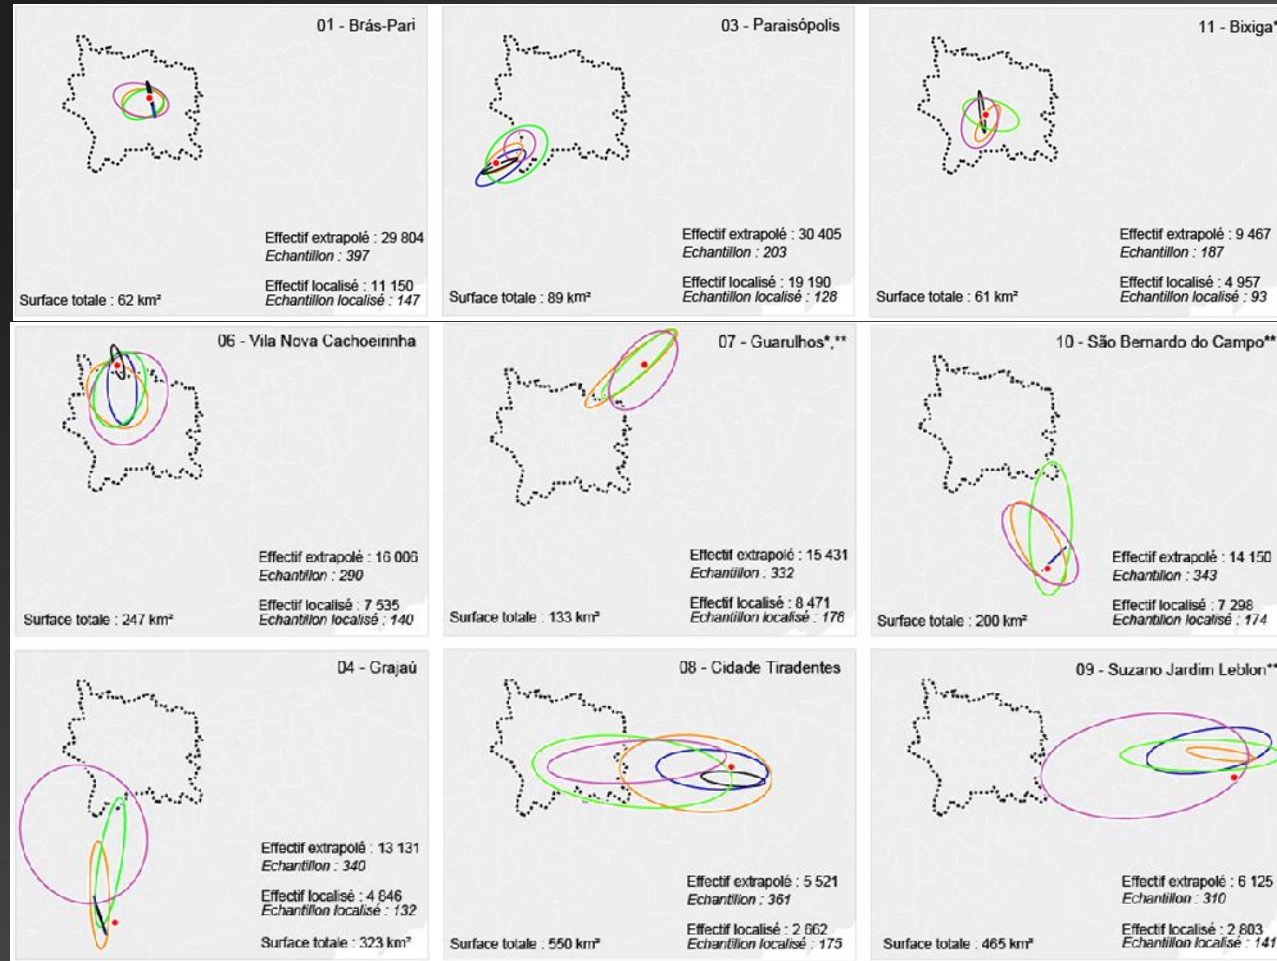 01 - Brás-Pari
Effectif extrapolé : 29 804
Echantillon : 397
Effectif localisé : 11 150
Surface totale : 62 km²
Echantillon localisé : 147
03 - Paraisópolis
Effectif extrapolé : 30 405
Echantillon : 203
Effectif localisé : 19 190
Surface totale : 89 km²
Echantillon localisé : 128
11 - Bixiga*
Effectif extrapolé : 9 467
Echantillon : 187
Effectif localisé : 4 957
Surface totale : 61 km²
Echantillon localisé : 93
06 - Vila Nova Cachoeirinha
Effectif extrapolé : 16 006
Echantillon : 290
Effectif localisé : 7 535
Surface totale : 247 km²
Echantillon localisé : 140
07 - Guarulhos*,**
Effectif extrapolé : 15 431
Echantillon : 332
Effectif localisé : 8 471
Surface totale : 133 km²
Echantillon localisé : 176
10 - São Bernardo do Campo**
Effectif extrapolé : 14 150
Echantillon : 343
Effectif localisé : 7 298
Surface totale : 200 km²
Echantillon localisé : 174
04 - Grajaú
Effectif extrapolé : 13 131
Echantillon : 340
Effectif localisé : 4 846
Echantillon localisé : 132
Surface totale : 323 km²
08 - Cidade Tiradentes
Effectif extrapolé : 5 521
Echantillon : 361
Effectif localisé : 2 662
Surface totale : 550 km²
Echantillon localisé : 175
09 - Suzano Jardim Leblon**
Effectif extrapolé : 6 125
Echantillon : 310
Effectif localisé : 2 803
Surface totale : 465 km²
Echantillon localisé : 141